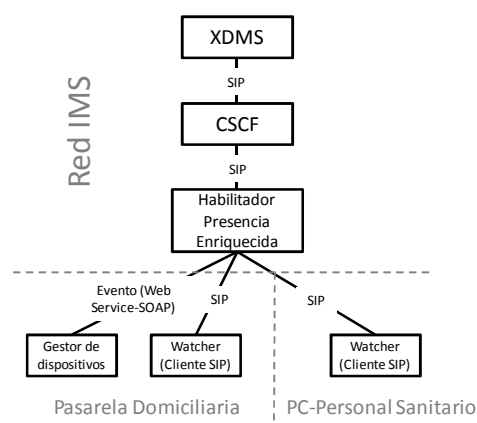 XDMS
SIP
CSCF
SIP
Habilitador
Presencia
Enriquecida
Red IMS
Evento (Web
Service-SOAP)
SIP
SIP
Gestor de
dispositivos
Watcher
(Cliente SIP)
Watcher
(Cliente SIP)
Pasarela Domiciliaria
PC-Personal Sanitario